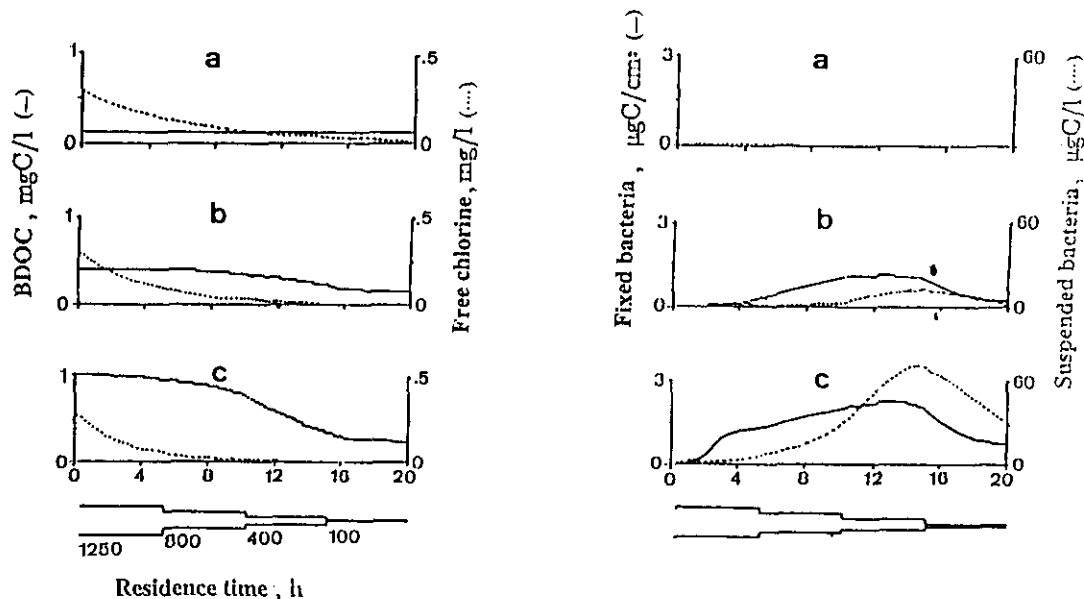 BDOC , mgC/l (–)
Free chlorine, mg/l (....)
a
1
0
.5
0
b
1
0
.5
0
c
1
0
.5
0
0 4 8 12 16 20
1250 800 400 100
Residence time , h
Fixed bacteria , µgC/cm² (–)
Suspended bacteria, µgC/l (....)
a
3
0
60
0
b
3
0
60
0
c
3
0
60
0
0 4 8 12 16 20